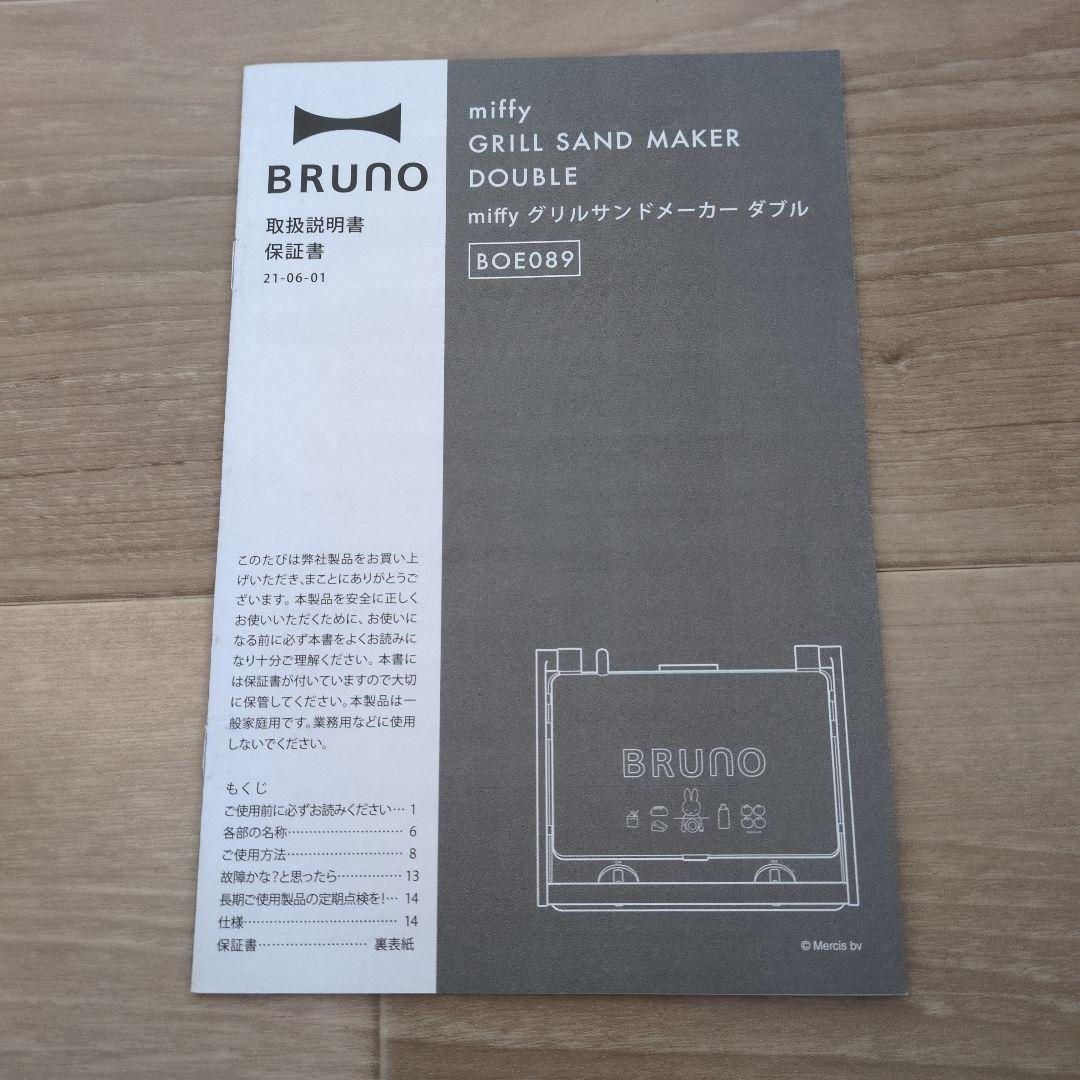 BRUNO
取扱説明書
保証書
21-06-01
miffy
GRILL SAND MAKER
DOUBLE
miffy グリルサンドメーカー ダブル
BOE089
このたびは弊社製品をお買い上
げいただき、まことにありがとうご
ざいます。本製品を安全に正しく
お使いいただくために、お使いに
なる前に必ず本書をよくお読みに
なり十分ご理解ください。本書に
は保証書が付いていますので大切
に保管してください。本製品は一
般家庭用です。業務用などに使用
しないでください。
もくじ
ご使用前に必ずお読みください… 1
各部の名称……………………… 6
ご使用方法……………………… 8
故障かな?と思ったら…………… 13
長期ご使用製品の定期点検を!… 14
仕様……………………………… 14
保証書…………………… 裏表紙
BRUNO
© Mercis bv